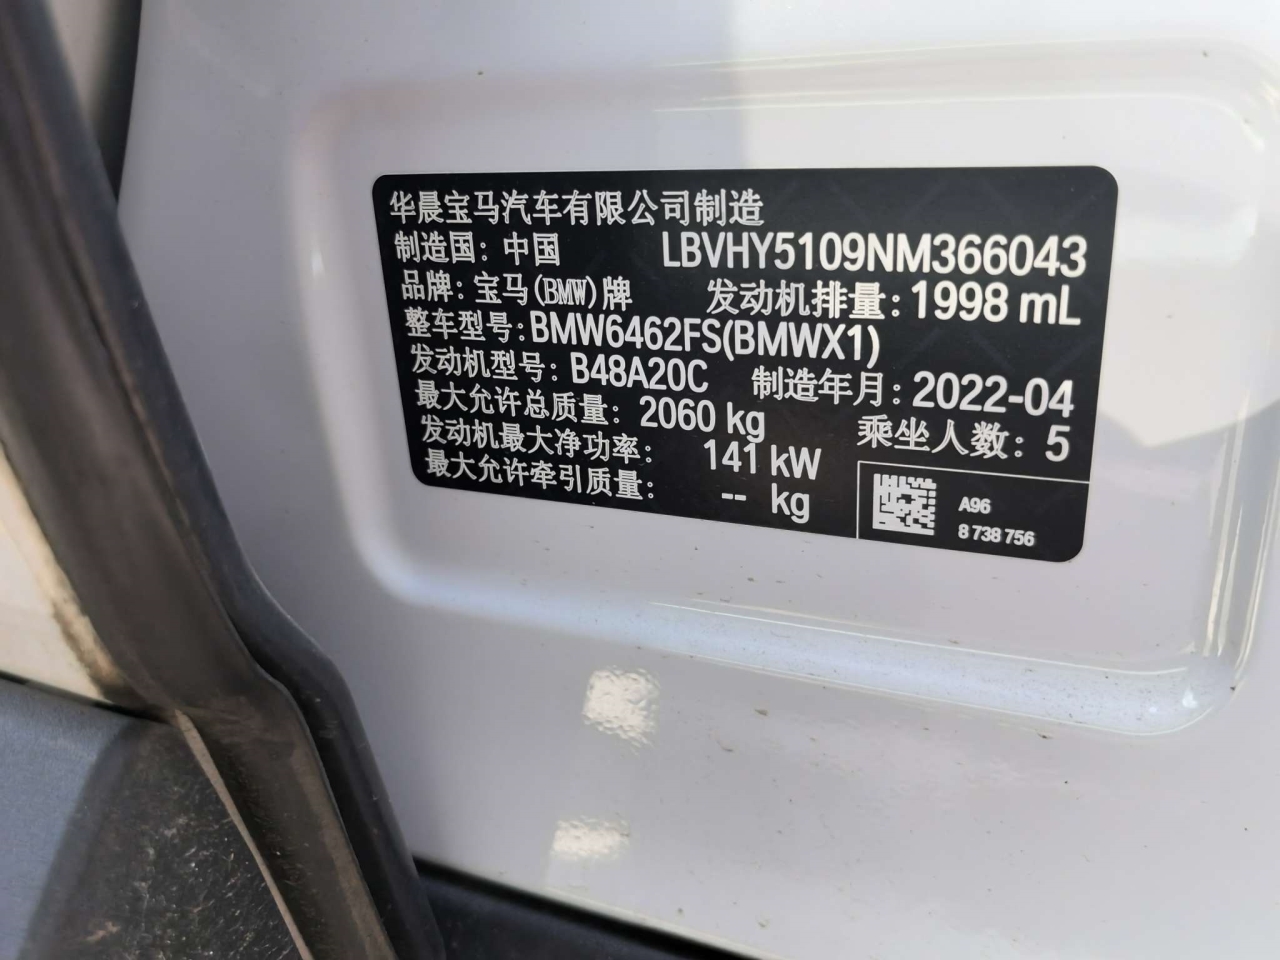 华晨宝马汽车有限公司制造
制造国：中国 LBVHY5109NM366043
品牌：宝马(BMW)牌 发动机排量：1998 mL
整车型号：BMW6462FS(BMWX1)
发动机型号：B48A20C 制造年月：2022-04
最大允许总质量：2060 kg 乘坐人数：5
发动机最大净功率：141 kW
最大允许牵引质量：-- kg
A96
8 738 756